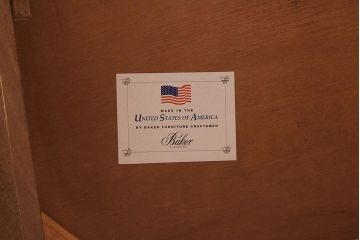 MADE IN THE
UNITED STATES OF AMERICA
BY BAKER FURNITURE CRAFTSMEN
Baker